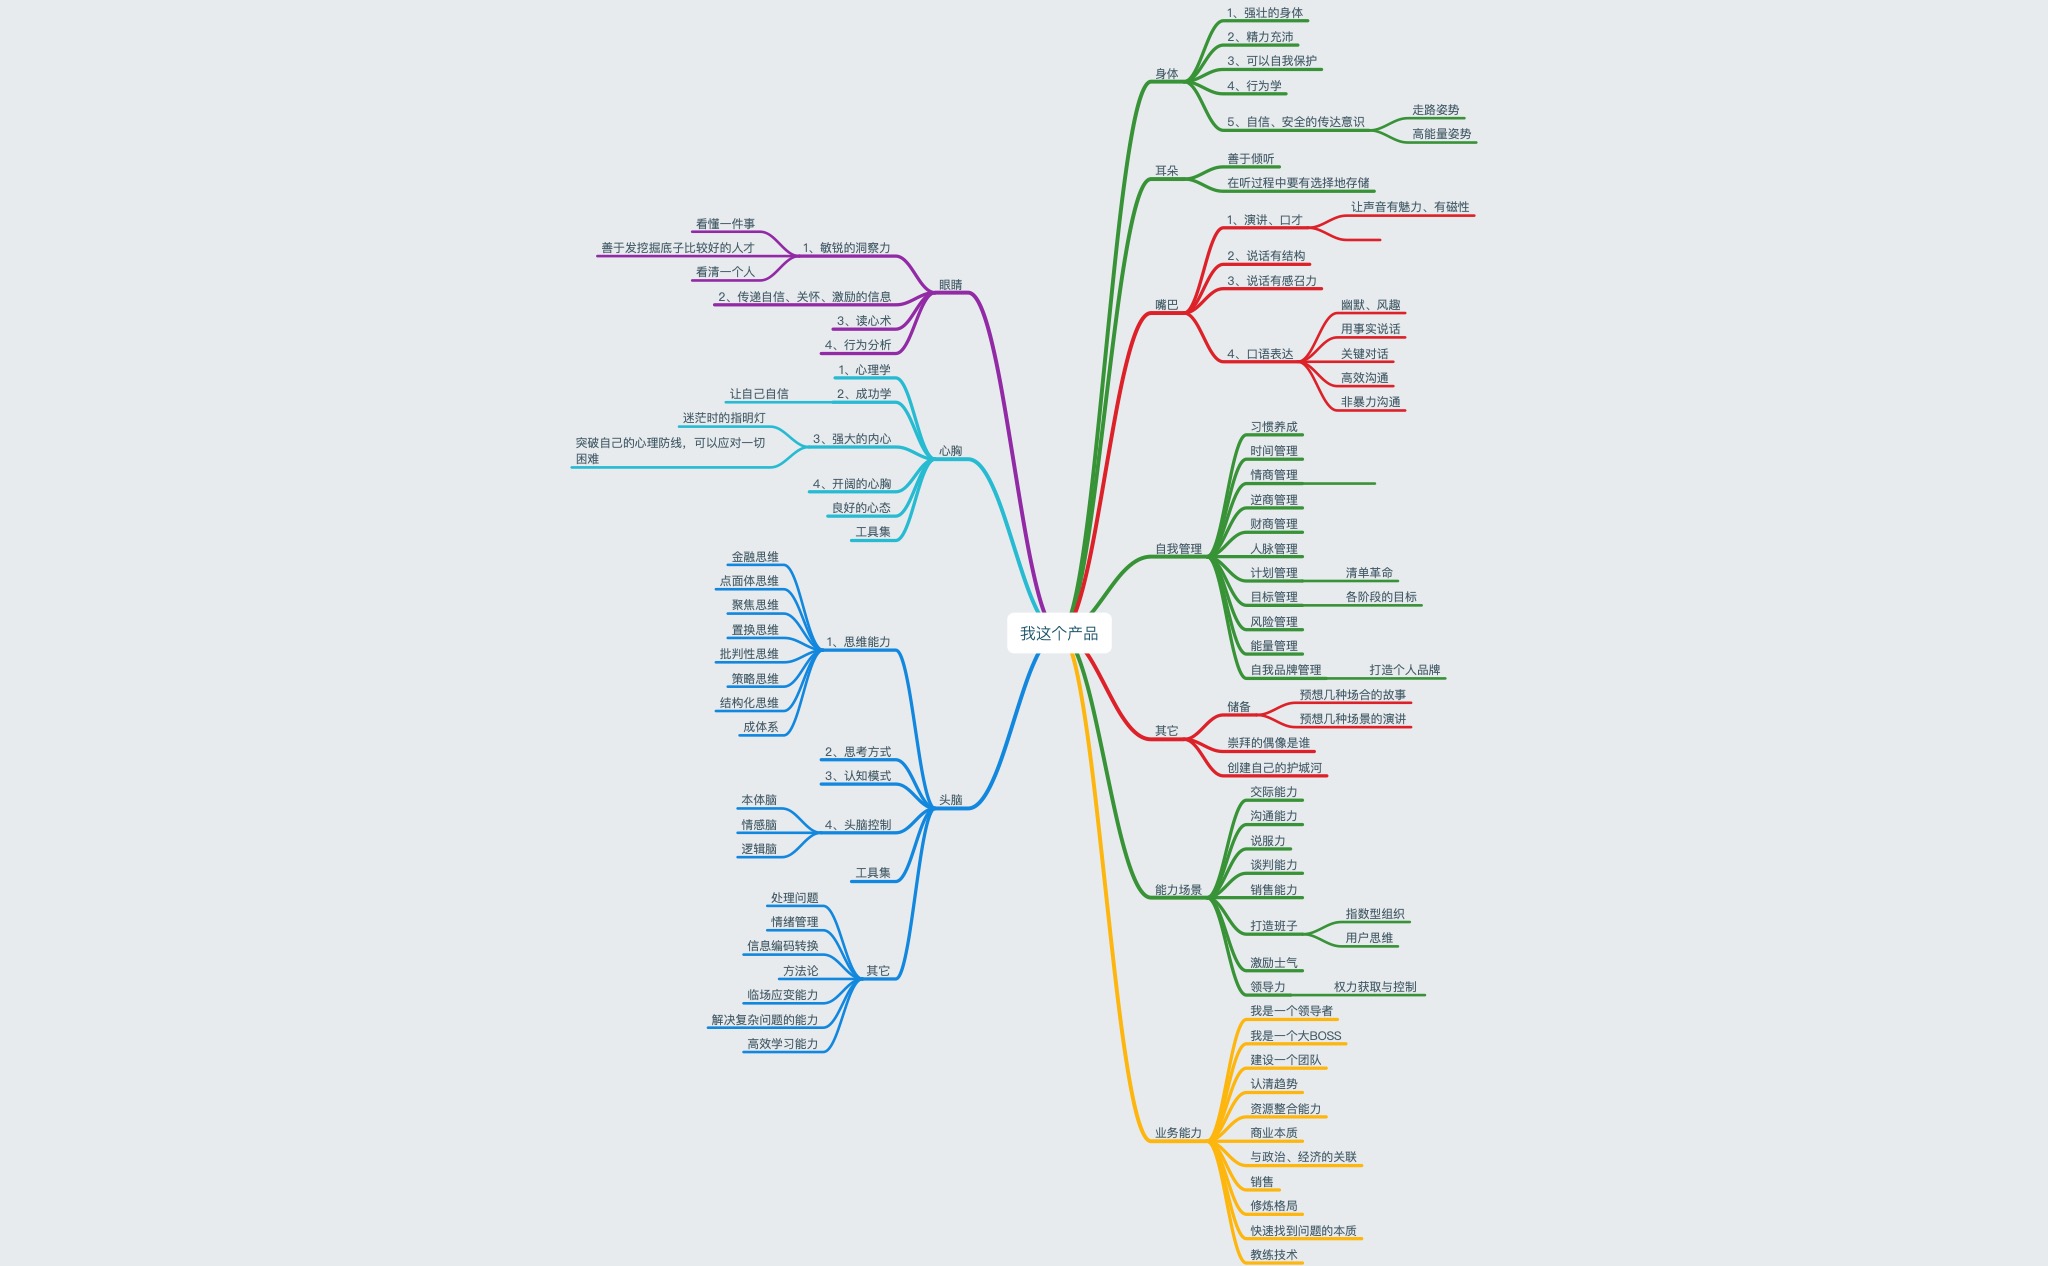 我这个产品
身体
1、强壮的身体
2、精力充沛
3、可以自我保护
4、行为学
5、自信、安全的传达意识
走路姿势
高能量姿势
耳朵
善于倾听
在听过程中要有选择地存储
嘴巴
1、演讲、口才
让声音有魅力、有磁性
2、说话有结构
3、说话有感召力
4、口语表达
幽默、风趣
用事实说话
关键对话
高效沟通
非暴力沟通
自我管理
习惯养成
时间管理
情商管理
逆商管理
财商管理
人脉管理
计划管理
清单革命
目标管理
各阶段的目标
风险管理
能量管理
自我品牌管理
打造个人品牌
其它
储备
预想几种场合的故事
预想几种场景的演讲
崇拜的偶像是谁
创建自己的护城河
能力场景
交际能力
沟通能力
说服力
谈判能力
销售能力
打造班子
指数型组织
用户思维
激励士气
领导力
权力获取与控制
业务能力
我是一个领导者
我是一个大BOSS
建设一个团队
认清趋势
资源整合能力
商业本质
与政治、经济的关联
销售
修炼格局
快速找到问题的本质
教练技术
眼睛
1、敏锐的洞察力
看懂一件事
善于发挖掘底子比较好的人才
看清一个人
2、传递自信、关怀、激励的信息
3、读心术
4、行为分析
心胸
1、心理学
2、成功学
让自己自信
3、强大的内心
迷茫时的指明灯
突破自己的心理防线，可以应对一切
困难
4、开阔的心胸
良好的心态
工具集
头脑
1、思维能力
金融思维
点面体思维
聚焦思维
置换思维
批判性思维
策略思维
结构化思维
成体系
2、思考方式
3、认知模式
4、头脑控制
本体脑
情感脑
逻辑脑
工具集
其它
处理问题
情绪管理
信息编码转换
方法论
临场应变能力
解决复杂问题的能力
高效学习能力